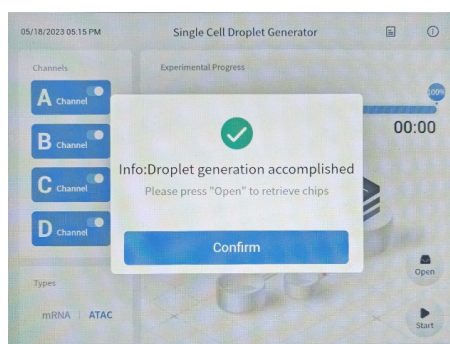 05/18/2023 05:15 PM
Single Cell Droplet Generator
Channels
Experimental Progress
A Channel
100%
00:00
B Channel
Info:Droplet generation accomplished
Please press "Open" to retrieve chips
C Channel
D Channel
Confirm
Open
Types
mRNA | ATAC
Start